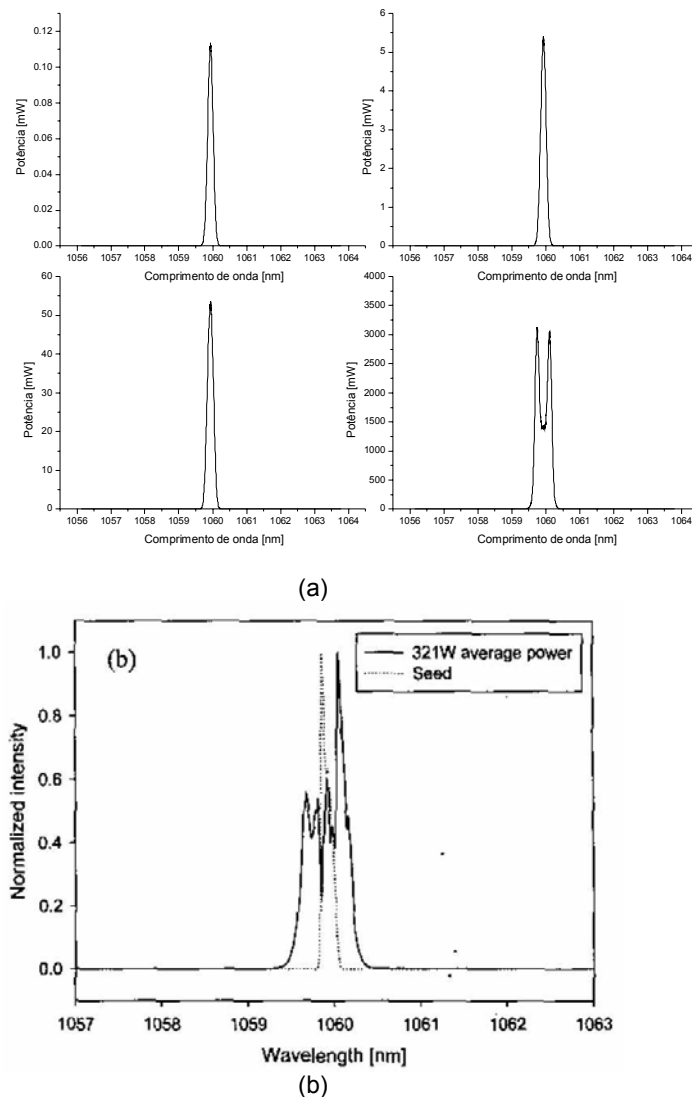 0.12
0.10
0.08
0.06
0.04
0.02
0.00
Potência [mW]
1056 1057 1058 1059 1060 1061 1062 1063 1064
Comprimento de onda [nm]
6
5
4
3
2
1
0
Potência [mW]
1056 1057 1058 1059 1060 1061 1062 1063 1064
Comprimento de onda [nm]
60
50
40
30
20
10
0
Potência [mW]
1056 1057 1058 1059 1060 1061 1062 1063 1064
Comprimento de onda [nm]
4000
3500
3000
2500
2000
1500
1000
500
0
Potência [mW]
1056 1057 1058 1059 1060 1061 1062 1063 1064
Comprimento de onda [nm]
(a)
(b)
321W average power
Seed
1.0
0.8
0.6
0.4
0.2
0.0
Normalized intensity
1057 1058 1059 1060 1061 1062 1063
Wavelength [nm]
(b)